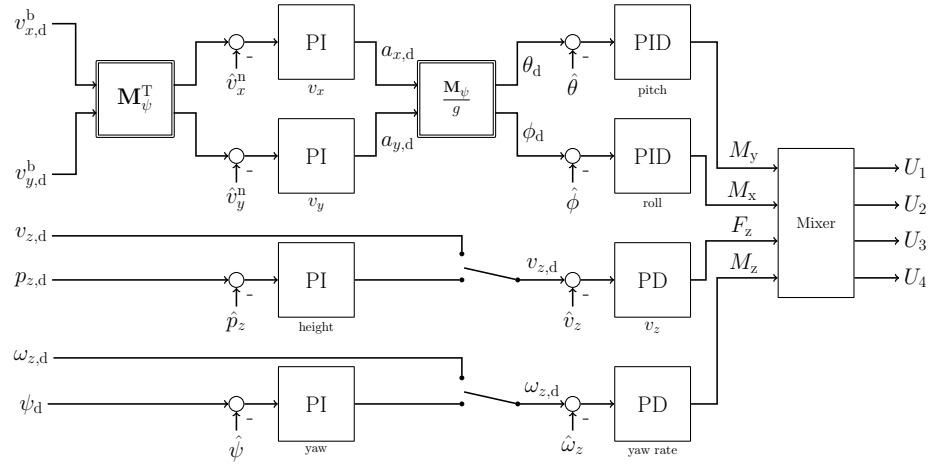 v_{x,d}^b
PI
v_x
v̂_x^n
-
a_{x,d}
M_ψ^T
M_ψ/g
θ_d
-
θ̂
PID
pitch
v_{y,d}^b
PI
v_y
v̂_y^n
-
a_{y,d}
ϕ_d
-
ϕ̂
PID
roll
M_y
M_x
F_z
M_z
Mixer
U_1
U_2
U_3
U_4
v_{z,d}
p_{z,d}
-
p̂_z
PI
height
v_{z,d}
-
v̂_z
PD
v_z
ω_{z,d}
ψ_d
-
ψ̂
PI
yaw
ω_{z,d}
-
ω̂_z
PD
yaw rate